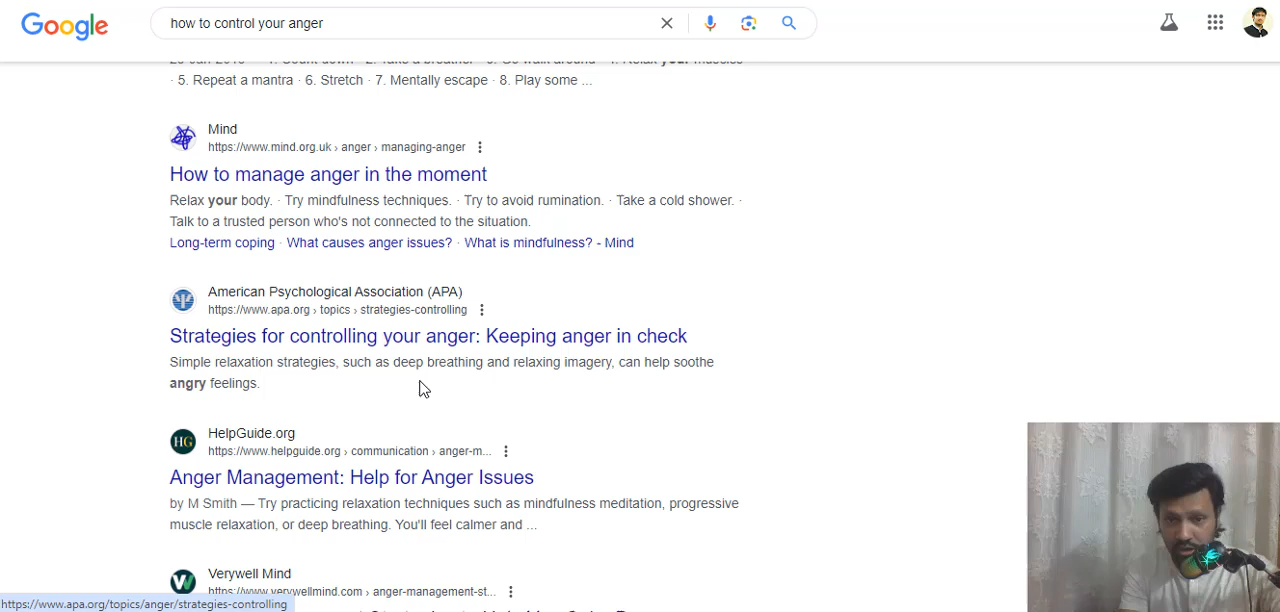 Google
how to control your anger
· 5. Repeat a mantra · 6. Stretch · 7. Mentally escape · 8. Play some ...
Mind
https://www.mind.org.uk › anger › managing-anger
How to manage anger in the moment
Relax your body. · Try mindfulness techniques. · Try to avoid rumination. · Take a cold shower. ·
Talk to a trusted person who's not connected to the situation.
Long-term coping · What causes anger issues? · What is mindfulness? - Mind
American Psychological Association (APA)
https://www.apa.org › topics › strategies-controlling
Strategies for controlling your anger: Keeping anger in check
Simple relaxation strategies, such as deep breathing and relaxing imagery, can help soothe
angry feelings.
HG
HelpGuide.org
https://www.helpguide.org › communication › anger-m...
Anger Management: Help for Anger Issues
by M Smith — Try practicing relaxation techniques such as mindfulness meditation, progressive
muscle relaxation, or deep breathing. You'll feel calmer and ...
Verywell Mind
https://www.verywellmind.com › anger-management-st...
https://www.apa.org/topics/anger/strategies-controlling